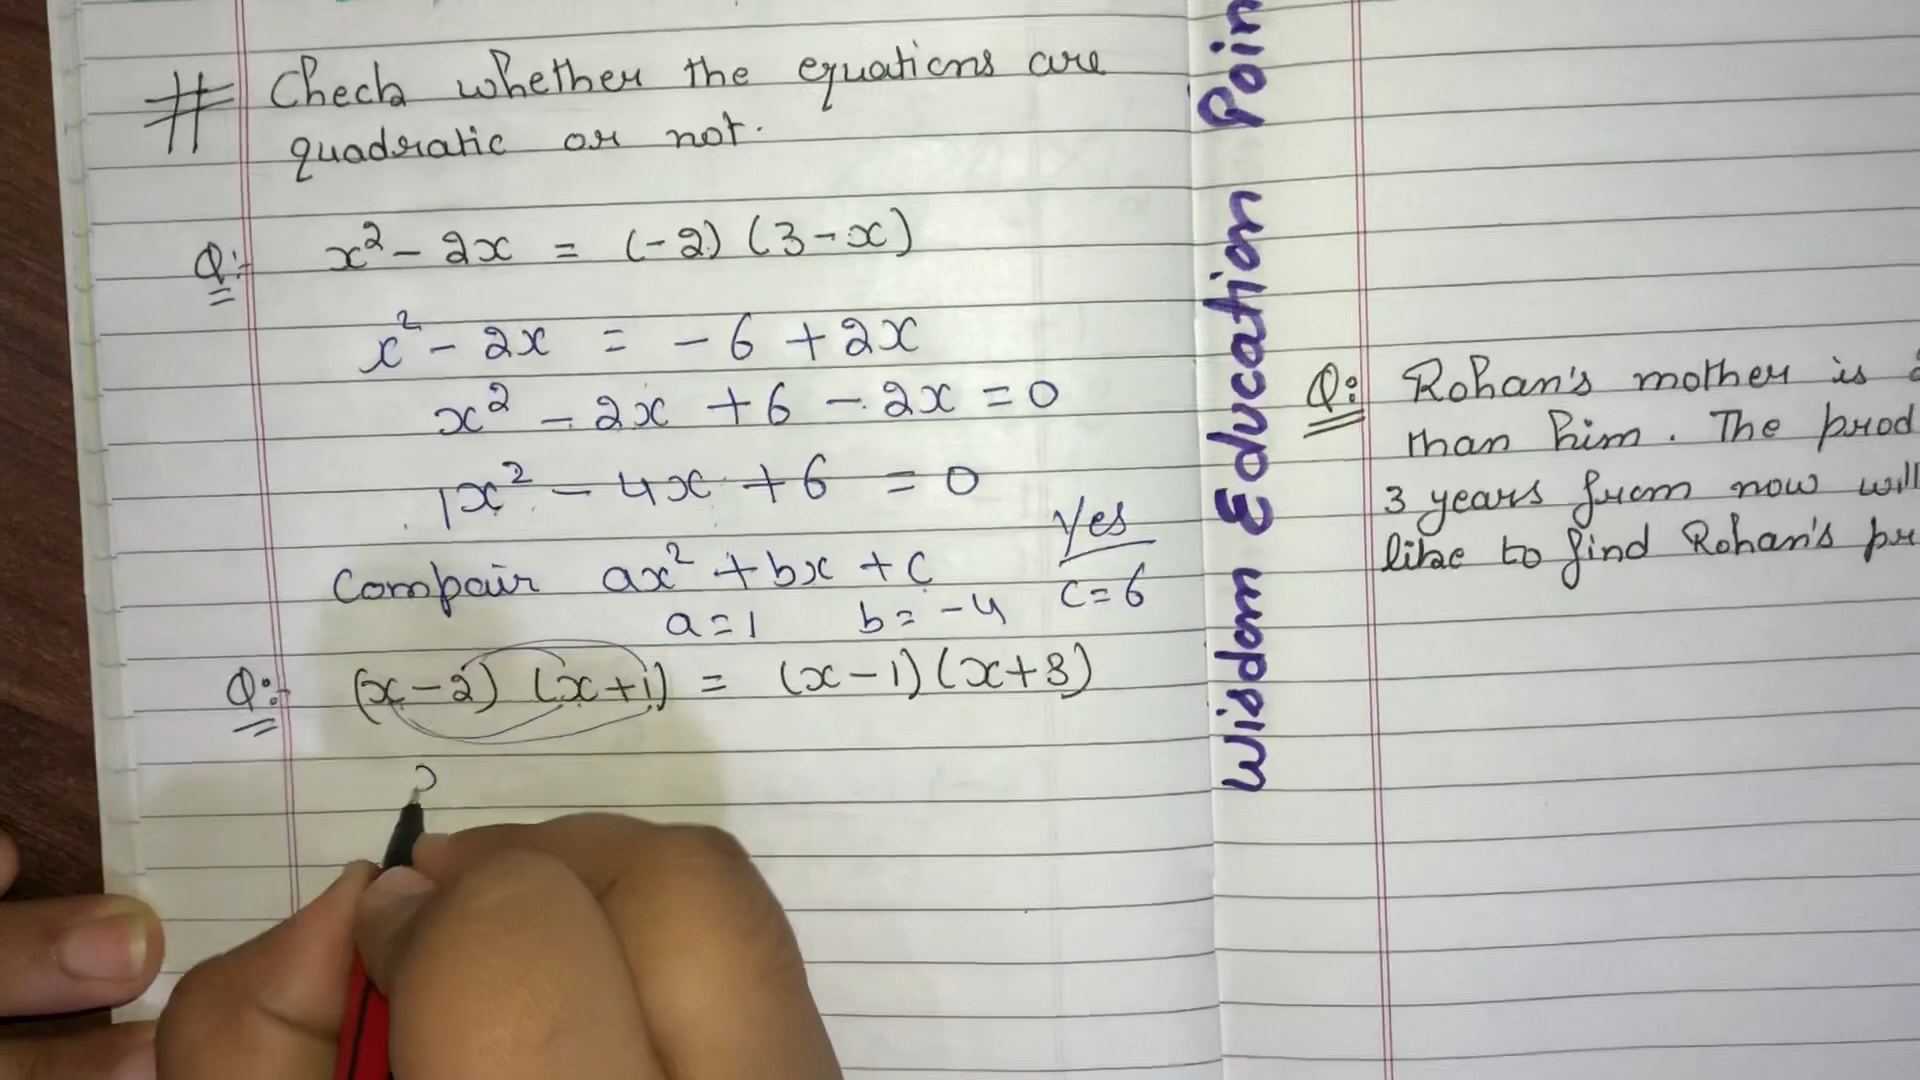 # Check whether the equations are
quadratic or not.
Q:- x² - 2x = (-2) (3 - x)
x² - 2x = - 6 + 2x
x² - 2x + 6 - 2x = 0
1x² - 4x + 6 = 0
Yes
Compair ax² + bx + c
a = 1 b = -4 c = 6
Q:- (x - 2) (x + 1) = (x - 1) (x + 3)
Wisdom Education Poin
Q: Rohan's mother is
than him. The prod
3 years from now will
like to find Rohan's pr